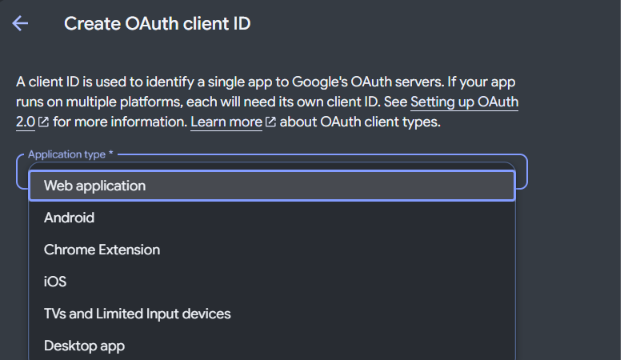 Create OAuth client ID
A client ID is used to identify a single app to Google's OAuth servers. If your app
runs on multiple platforms, each will need its own client ID. See Setting up OAuth
2.0 for more information. Learn more about OAuth client types.
Application type *
Web application
Android
Chrome Extension
iOS
TVs and Limited Input devices
Desktop app